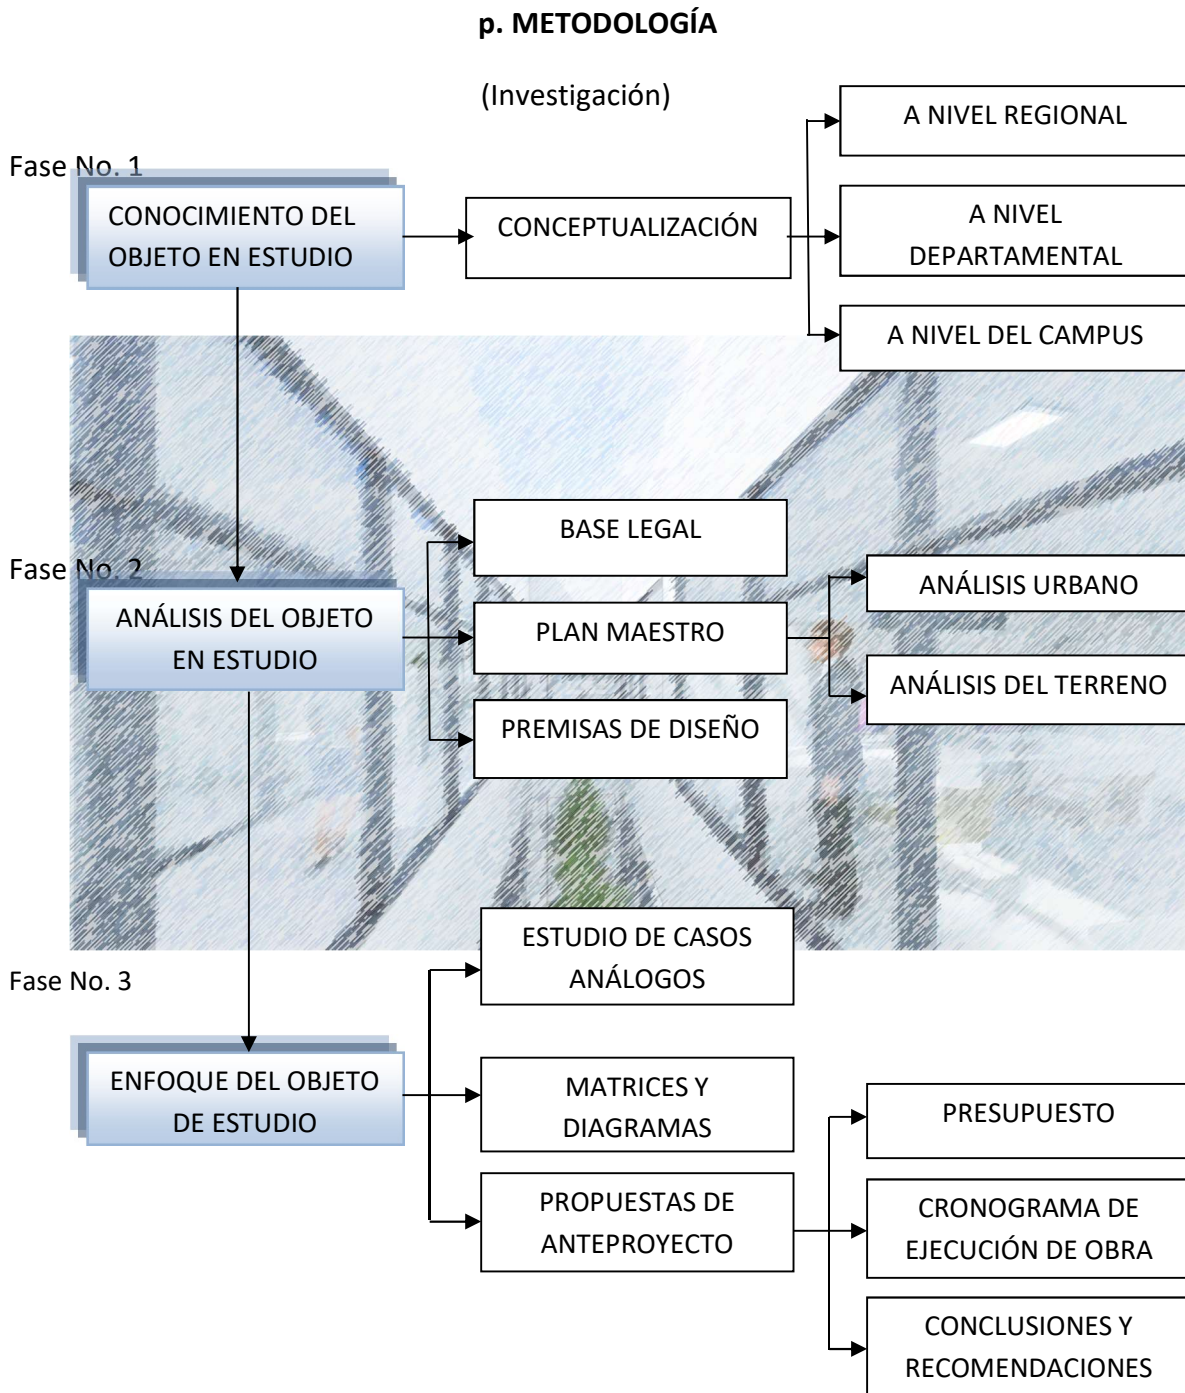 p. METODOLOGÍA
(Investigación)
Fase No. 1
CONOCIMIENTO DEL
OBJETO EN ESTUDIO
CONCEPTUALIZACIÓN
A NIVEL REGIONAL
A NIVEL
DEPARTAMENTAL
A NIVEL DEL CAMPUS
Fase No. 2
ANÁLISIS DEL OBJETO
EN ESTUDIO
BASE LEGAL
PLAN MAESTRO
PREMISAS DE DISEÑO
ANÁLISIS URBANO
ANÁLISIS DEL TERRENO
Fase No. 3
ENFOQUE DEL OBJETO
DE ESTUDIO
ESTUDIO DE CASOS
ANÁLOGOS
MATRICES Y
DIAGRAMAS
PROPUESTAS DE
ANTEPROYECTO
PRESUPUESTO
CRONOGRAMA DE
EJECUCIÓN DE OBRA
CONCLUSIONES Y
RECOMENDACIONES